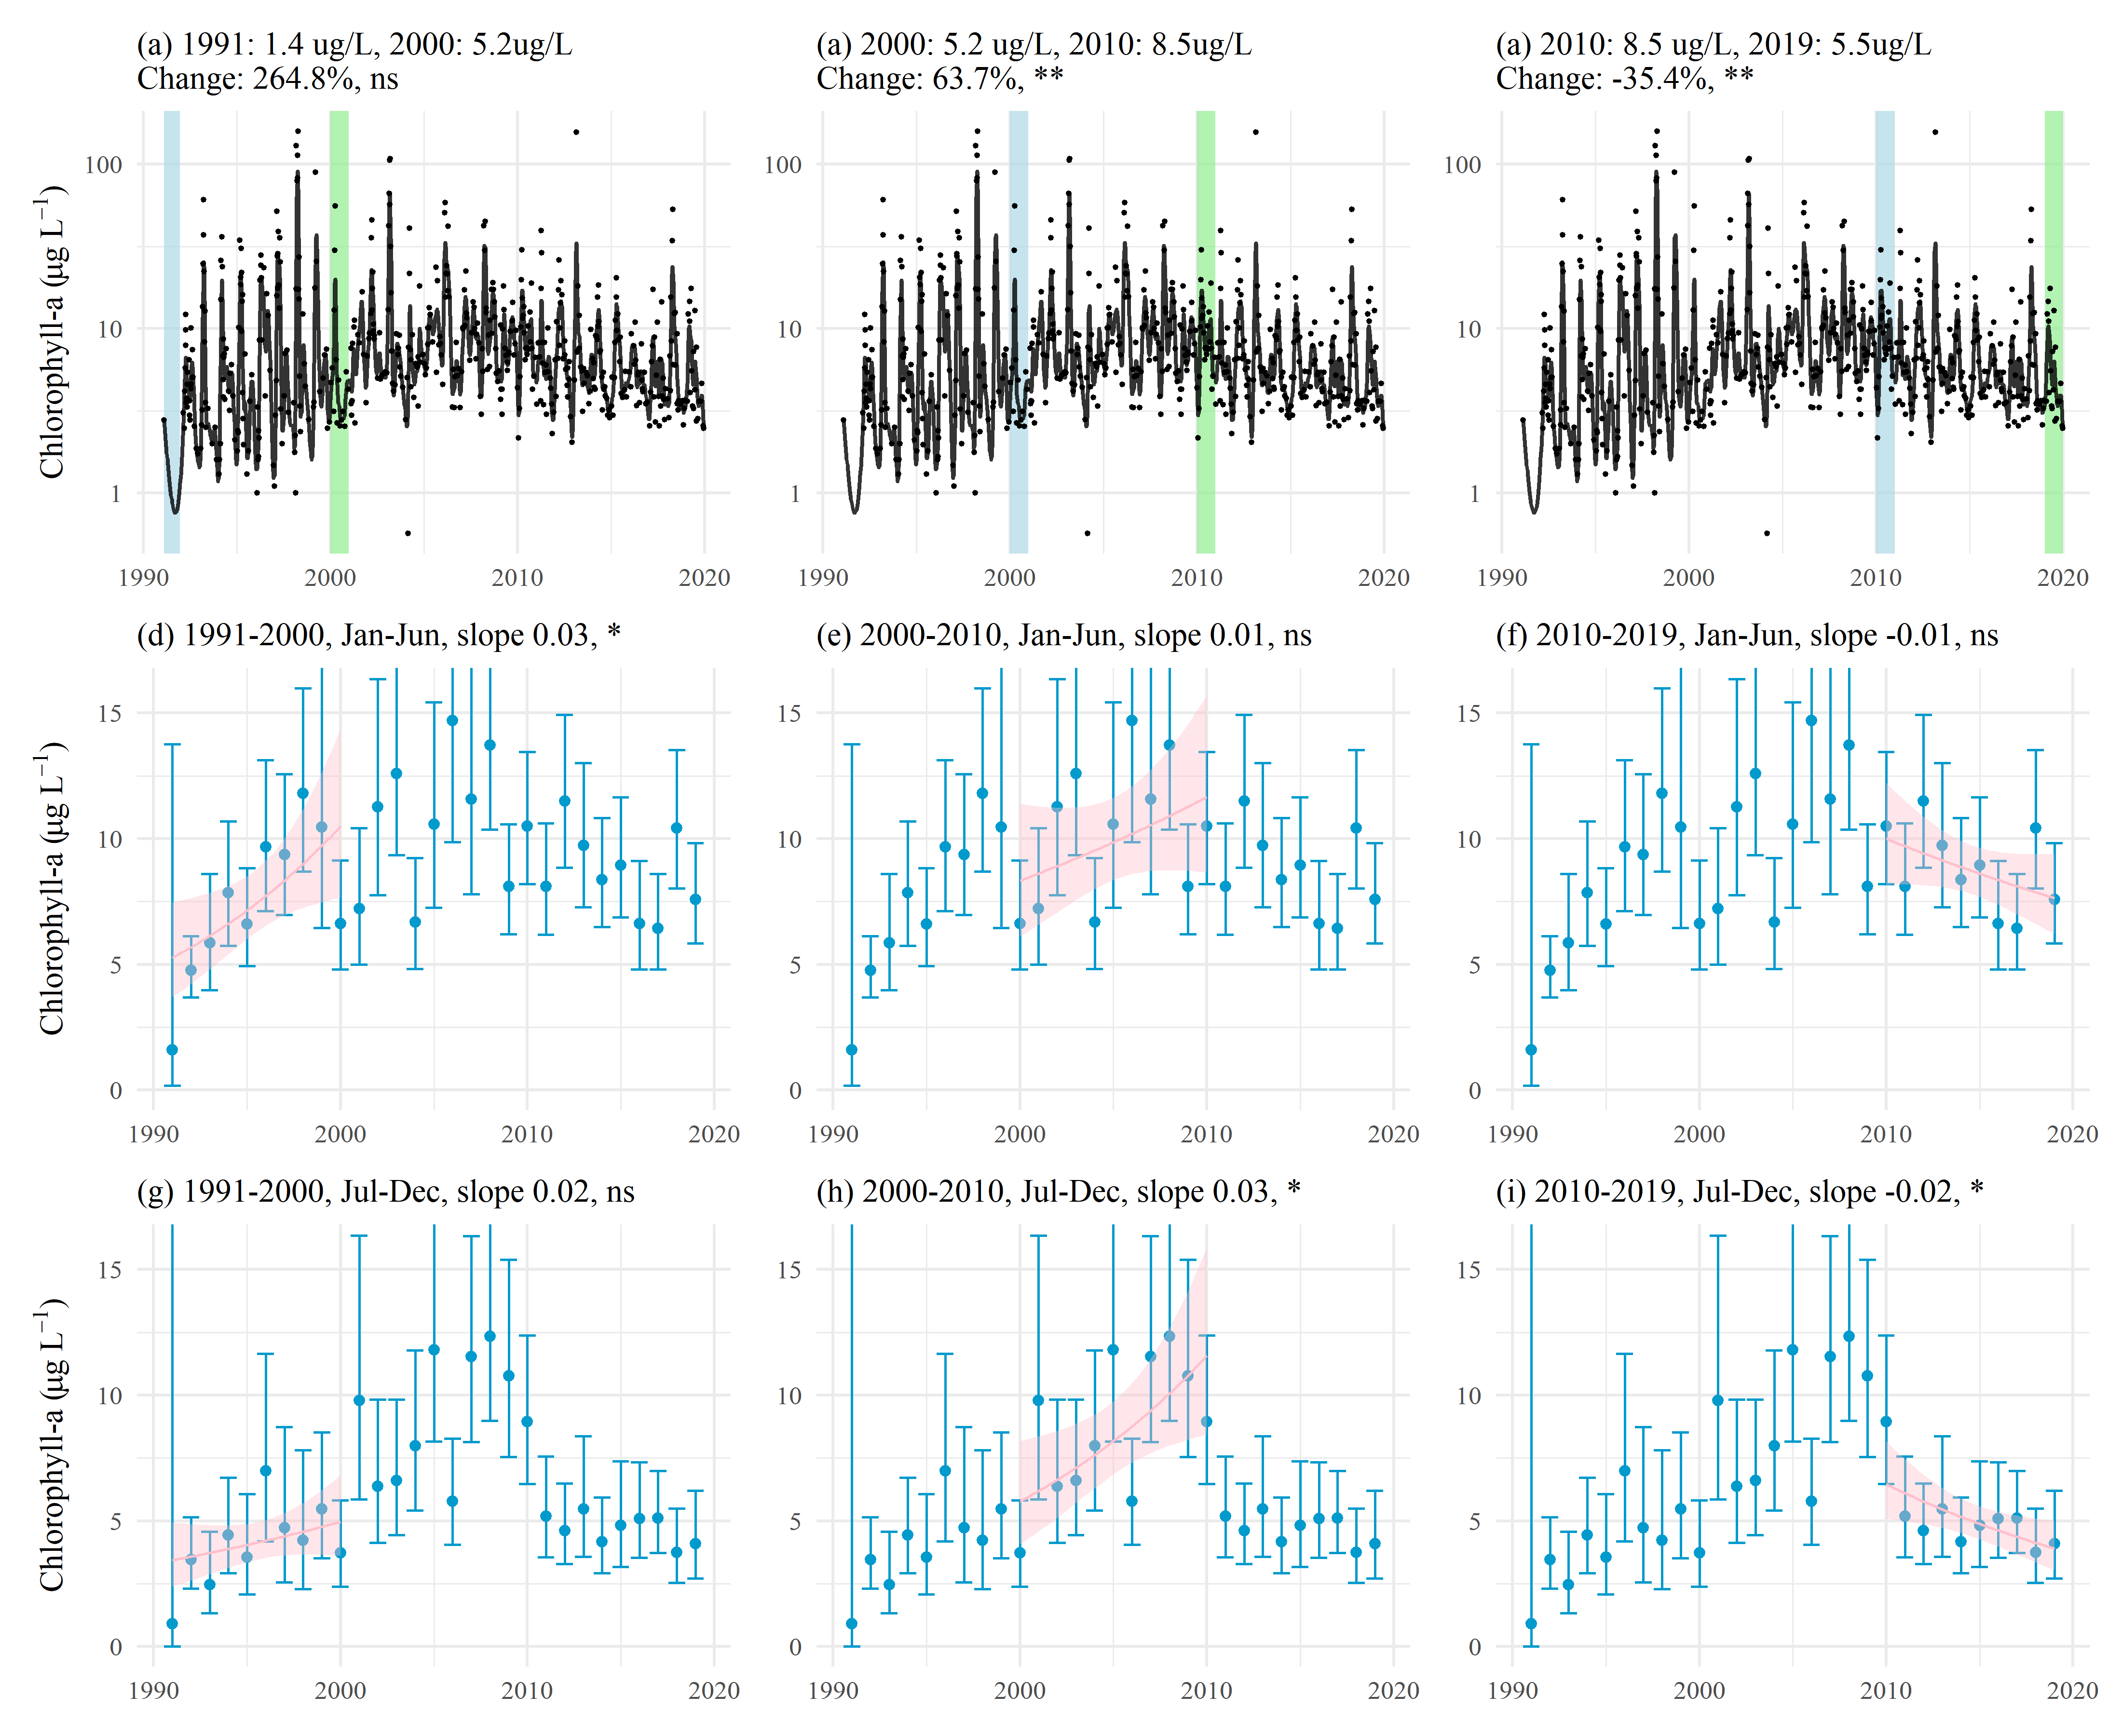 (a) 1991: 1.4 ug/L, 2000: 5.2ug/L
Change: 264.8%, ns
(a) 2000: 5.2 ug/L, 2010: 8.5ug/L
Change: 63.7%, **
(a) 2010: 8.5 ug/L, 2019: 5.5ug/L
Change: -35.4%, **
Chlorophyll-a (μg L⁻¹)
100
10
1
1990 2000 2010 2020
100
10
1
1990 2000 2010 2020
100
10
1
1990 2000 2010 2020
(d) 1991-2000, Jan-Jun, slope 0.03, *
(e) 2000-2010, Jan-Jun, slope 0.01, ns
(f) 2010-2019, Jan-Jun, slope -0.01, ns
Chlorophyll-a (μg L⁻¹)
15
10
5
0
1990 2000 2010 2020
15
10
5
0
1990 2000 2010 2020
15
10
5
0
1990 2000 2010 2020
(g) 1991-2000, Jul-Dec, slope 0.02, ns
(h) 2000-2010, Jul-Dec, slope 0.03, *
(i) 2010-2019, Jul-Dec, slope -0.02, *
Chlorophyll-a (μg L⁻¹)
15
10
5
0
1990 2000 2010 2020
15
10
5
0
1990 2000 2010 2020
15
10
5
0
1990 2000 2010 2020